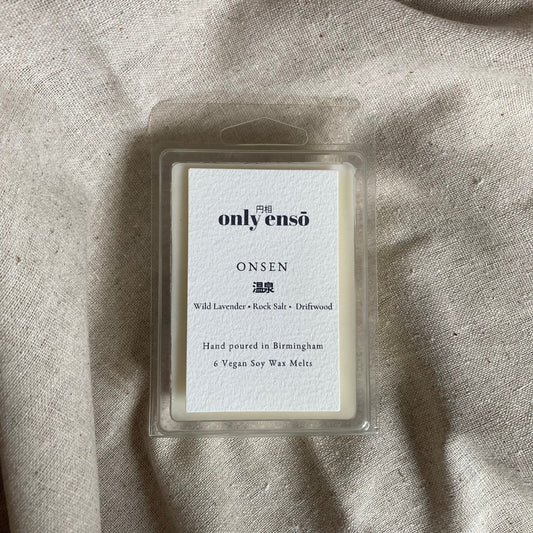 円相
only ensō
ONSEN
温泉
Wild Lavender • Rock Salt • Driftwood
Hand poured in Birmingham
6 Vegan Soy Wax Melts